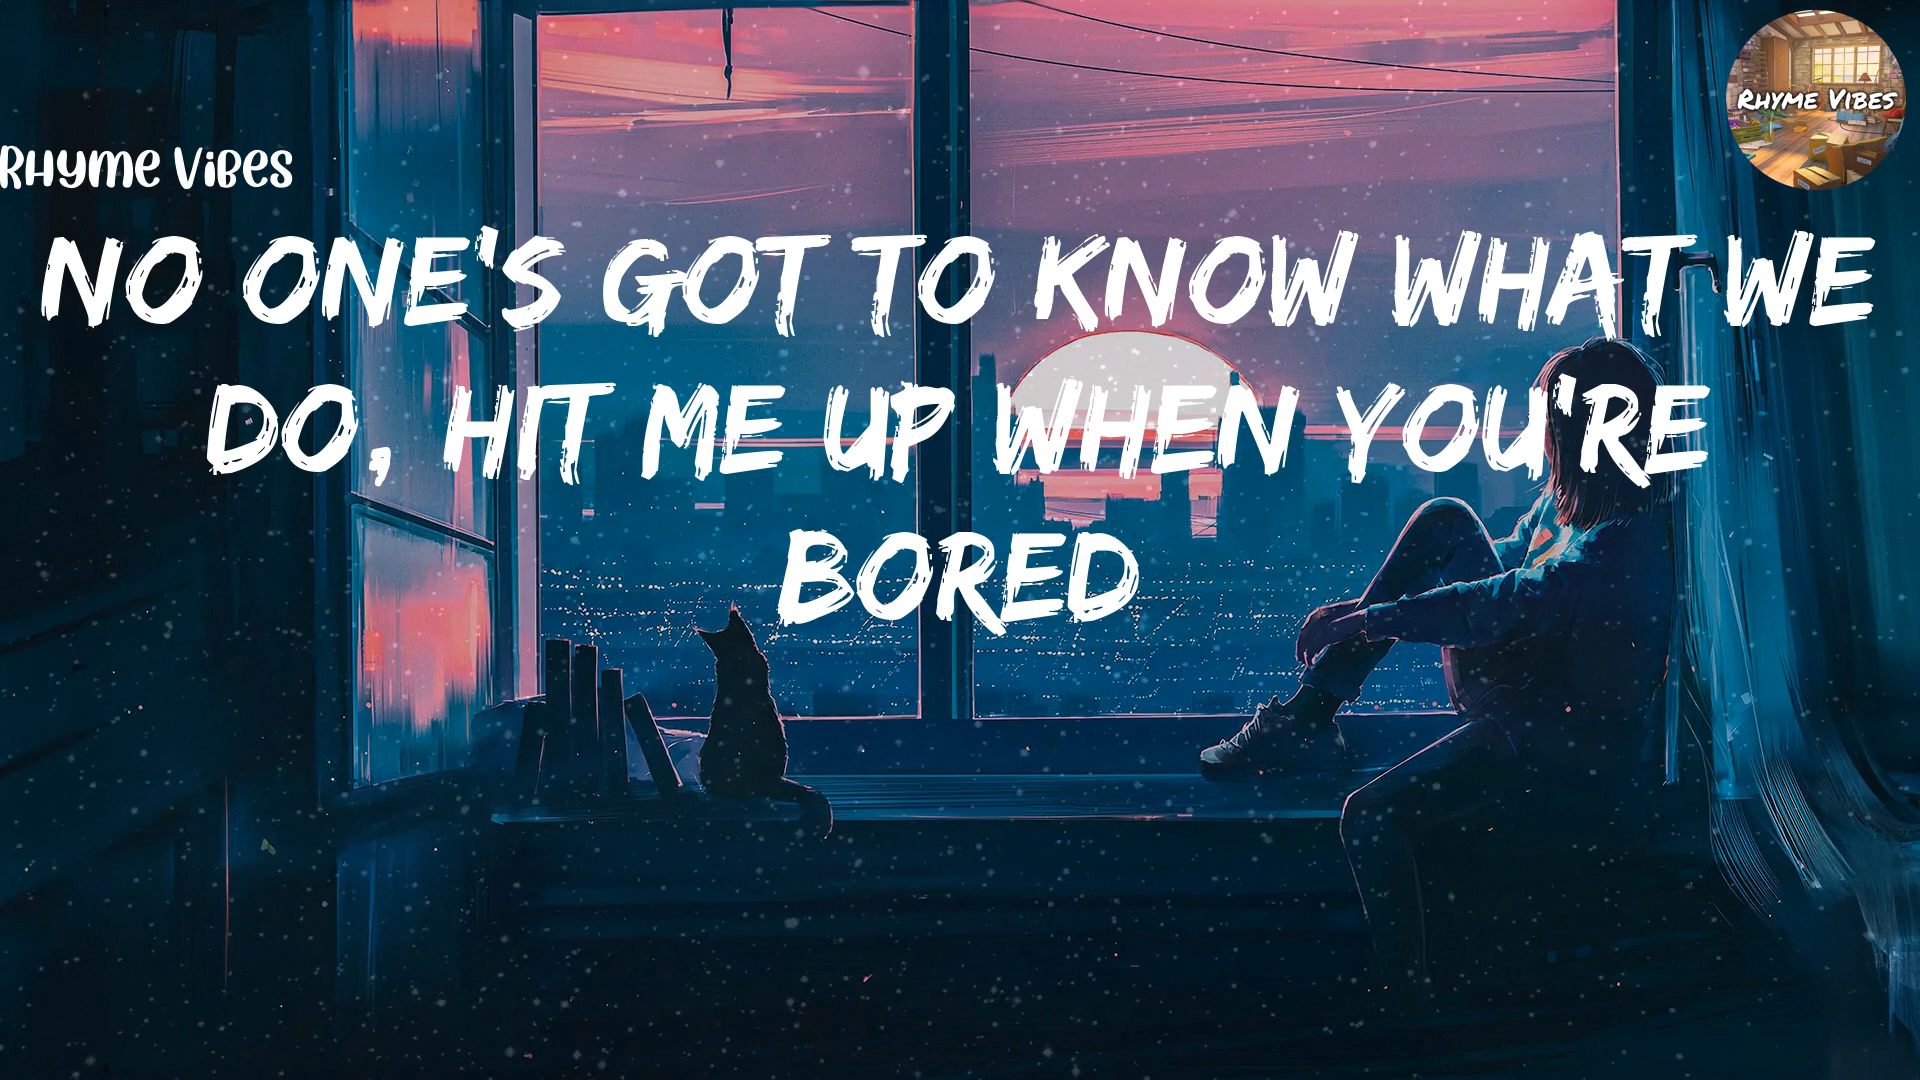 Rhyme Vibes
Rhyme Vibes
NO ONE'S GOT TO KNOW WHAT WE
DO, HIT ME UP WHEN YOU'RE
BORED